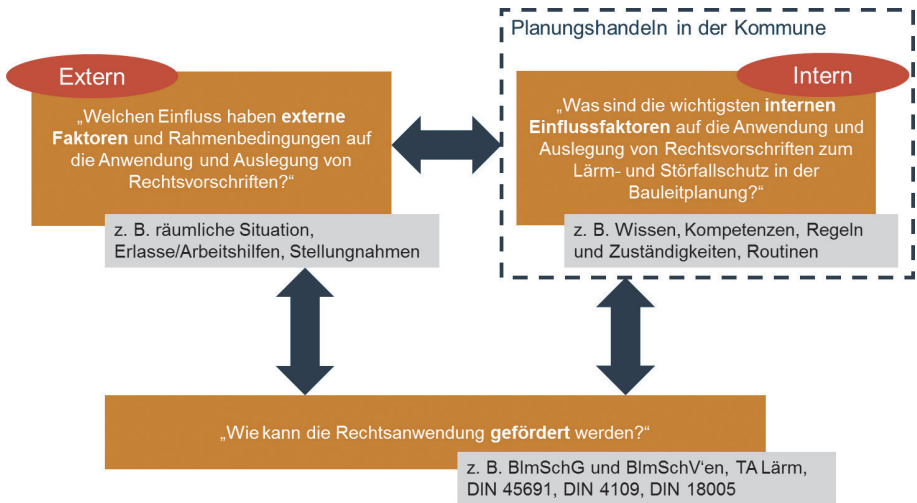 Planungshandeln in der Kommune
Extern
„Welchen Einfluss haben externe
Faktoren und Rahmenbedingungen auf
die Anwendung und Auslegung von
Rechtsvorschriften?“
z. B. räumliche Situation,
Erlasse/Arbeitshilfen, Stellungnahmen
Intern
„Was sind die wichtigsten internen
Einflussfaktoren auf die Anwendung und
Auslegung von Rechtsvorschriften zum
Lärm- und Störfallschutz in der
Bauleitplanung?“
z. B. Wissen, Kompetenzen, Regeln
und Zuständigkeiten, Routinen
„Wie kann die Rechtsanwendung gefördert werden?“
z. B. BImSchG und BImSchV‘en, TA Lärm,
DIN 45691, DIN 4109, DIN 18005